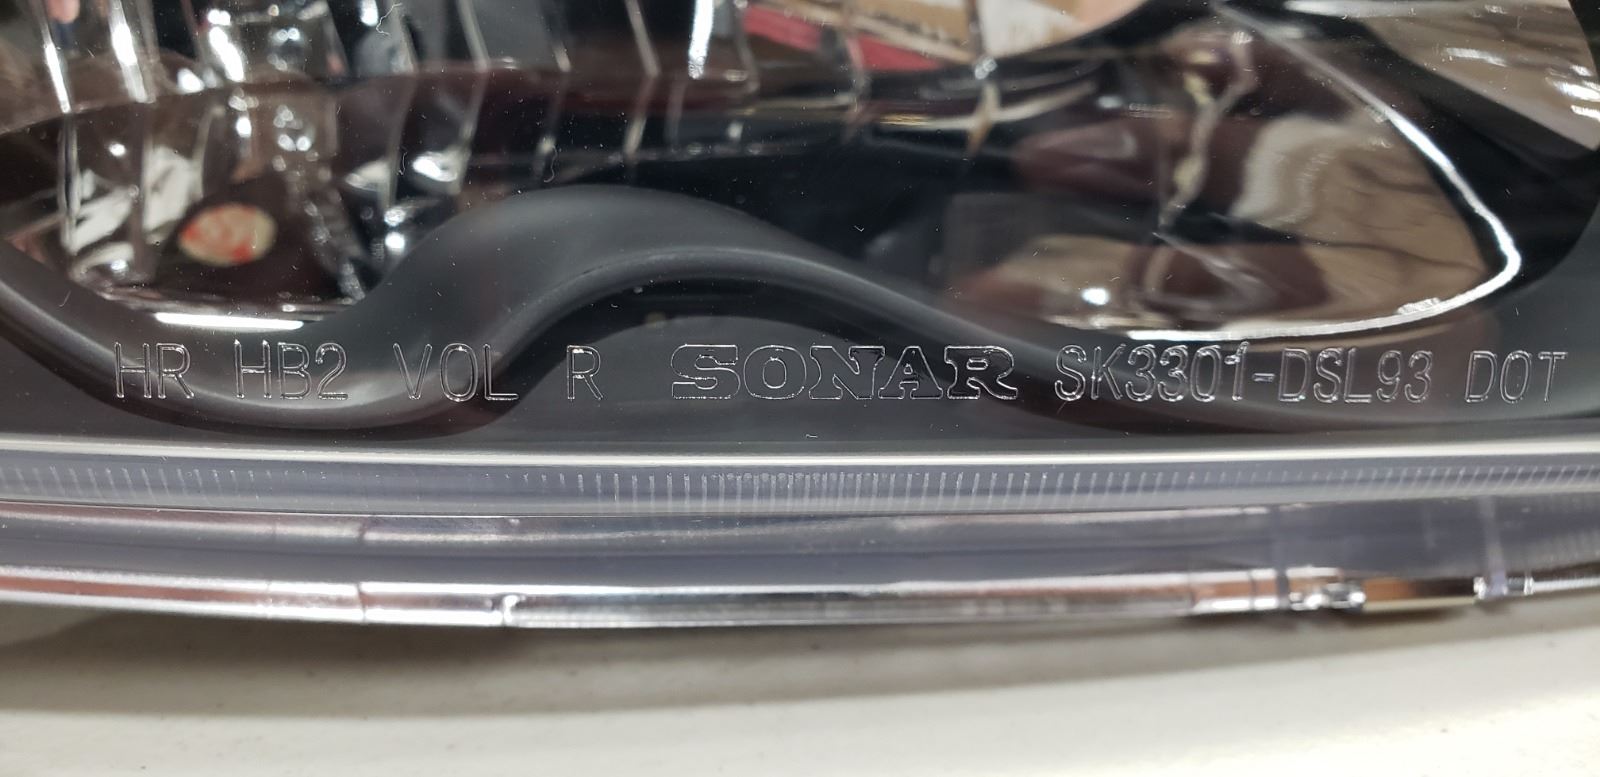 HR HB2 VOL R SONAR SK3301-DSL93 DOT